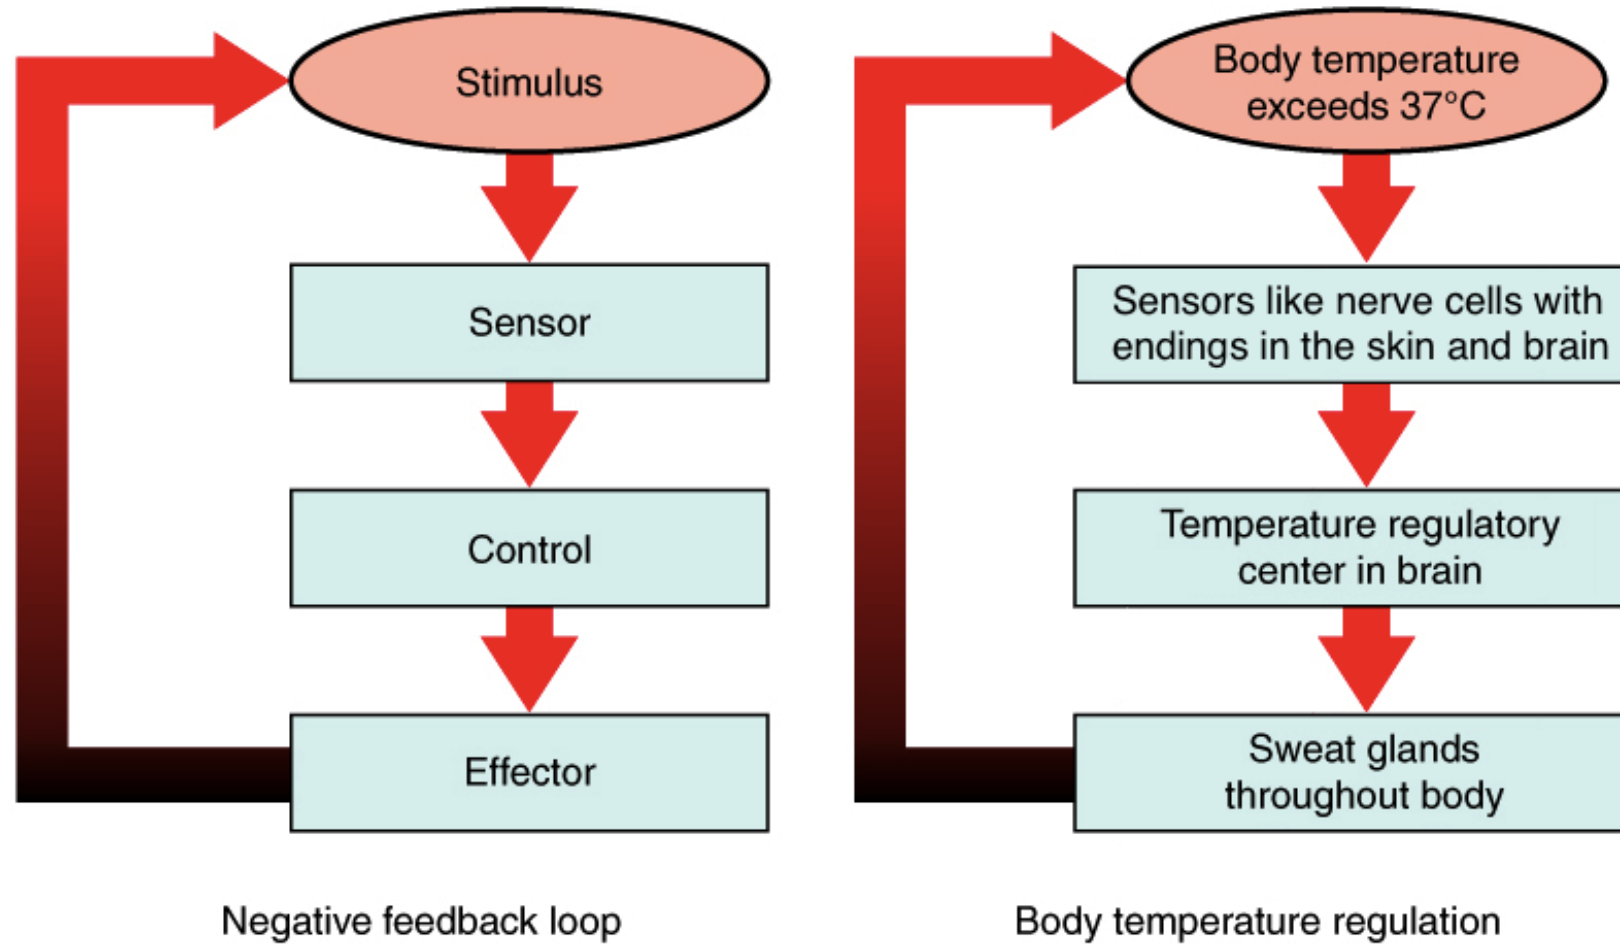 Stimulus
Sensor
Control
Effector
Negative feedback loop
Body temperature
exceeds 37°C
Sensors like nerve cells with
endings in the skin and brain
Temperature regulatory
center in brain
Sweat glands
throughout body
Body temperature regulation